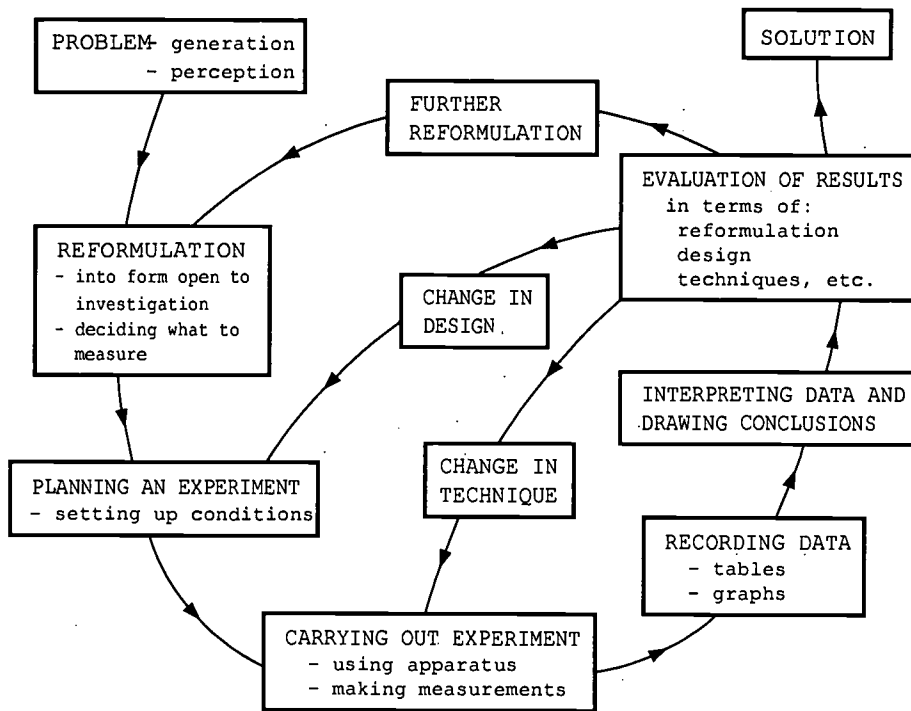 PROBLEM- generation
- perception
SOLUTION
FURTHER
REFORMULATION
EVALUATION OF RESULTS
in terms of:
reformulation
design
techniques, etc.
REFORMULATION
- into form open to
investigation
- deciding what to
measure
CHANGE IN
DESIGN.
INTERPRETING DATA AND
DRAWING CONCLUSIONS
CHANGE IN
TECHNIQUE
PLANNING AN EXPERIMENT
- setting up conditions
RECORDING DATA
- tables
- graphs
CARRYING OUT EXPERIMENT
- using apparatus
- making measurements